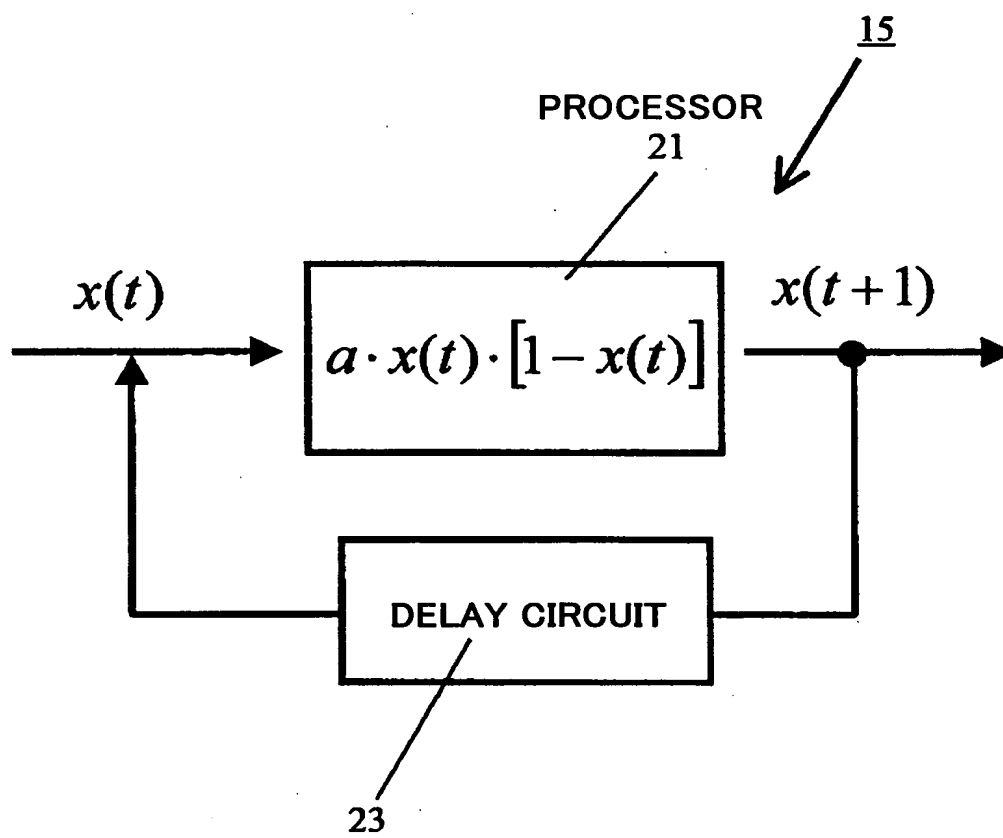 15
PROCESSOR
21
x(t)
x(t + 1)
a · x(t) · [1 − x(t)]
DELAY CIRCUIT
23